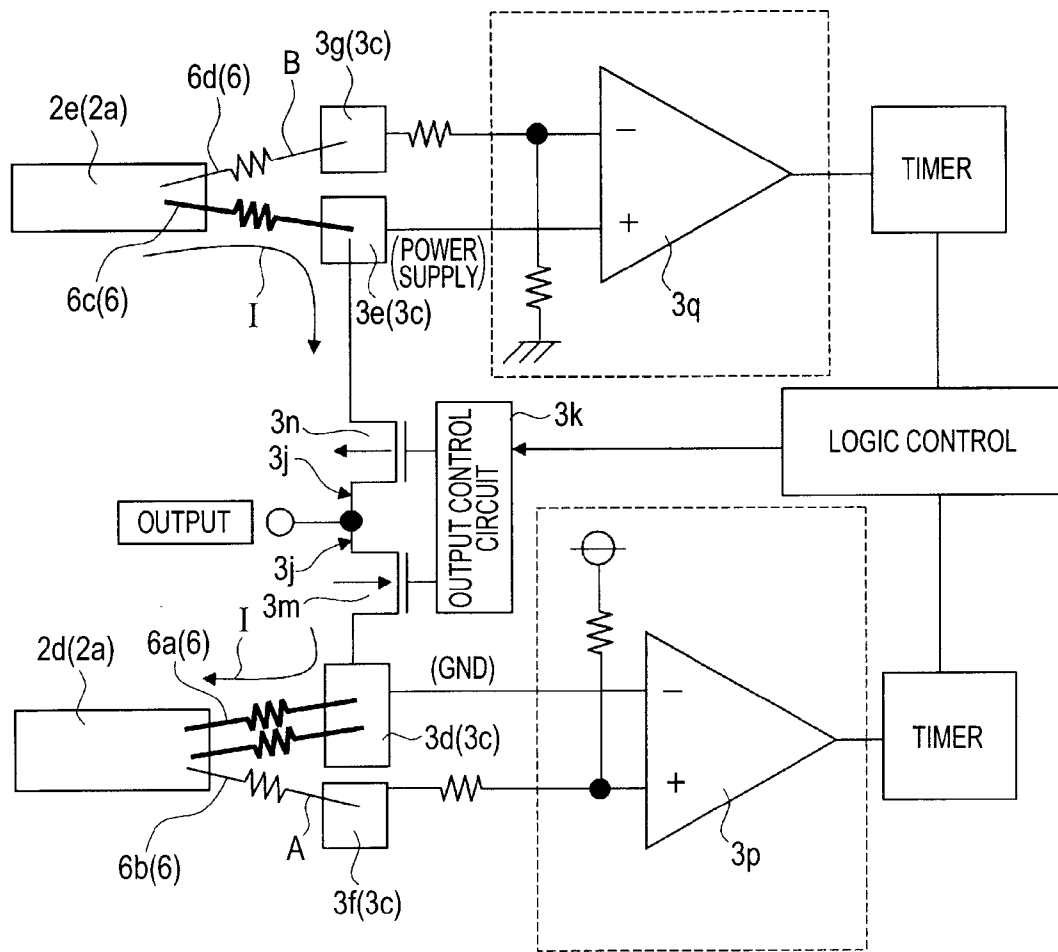 3g(3c)
6d(6)
B
2e(2a)
−
TIMER
+
(POWER
SUPPLY)
3q
6c(6)
I
3e(3c)
3n
3k
3j
OUTPUT CONTROL
CIRCUIT
LOGIC CONTROL
OUTPUT
3j
3m
I
2d(2a)
6a(6)
(GND)
−
TIMER
3d(3c)
+
A
3p
6b(6)
3f(3c)